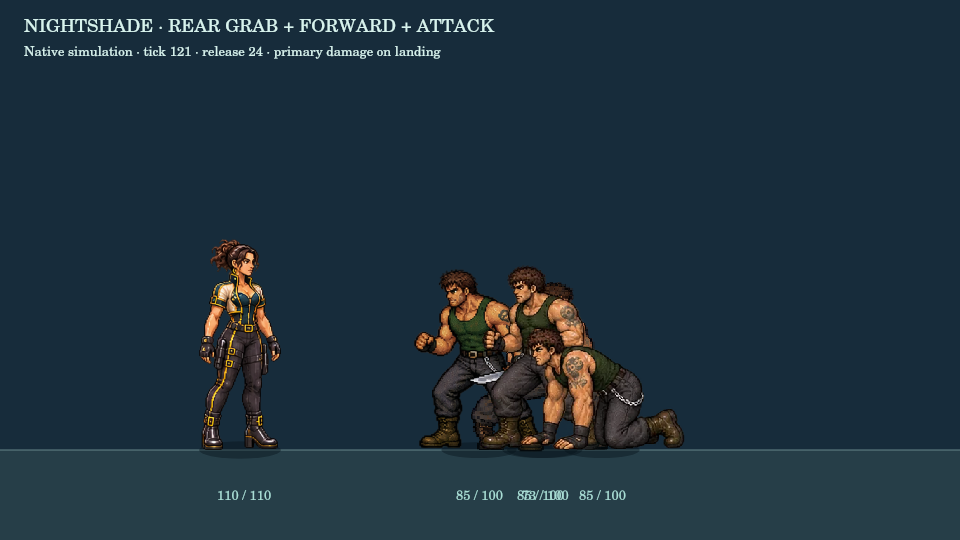 NIGHTSHADE · REAR GRAB + FORWARD + ATTACK
Native simulation · tick 121 · release 24 · primary damage on landing
110 / 110 85 / 100 85 / 100